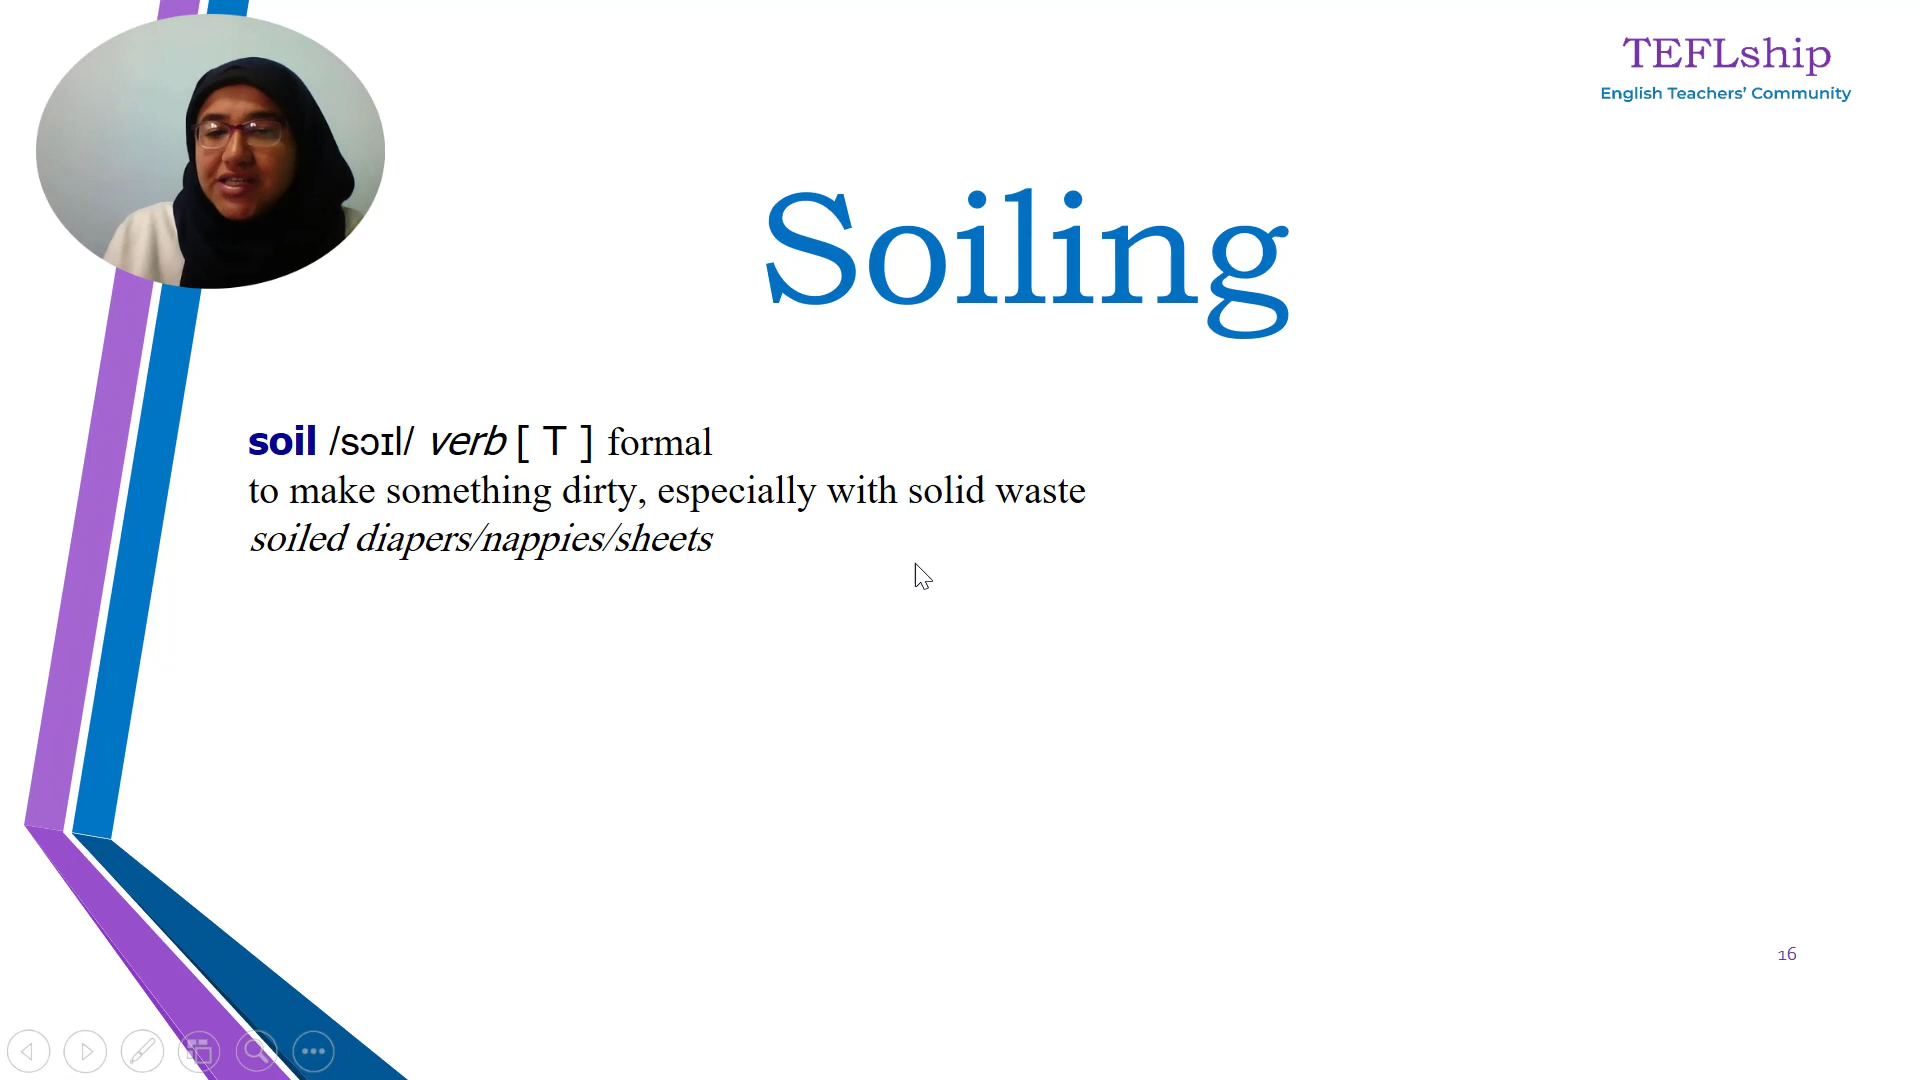 TEFLship
English Teachers’ Community
Soiling
soil /sɔɪl/ verb [ T ] formal
to make something dirty, especially with solid waste
soiled diapers/nappies/sheets
16